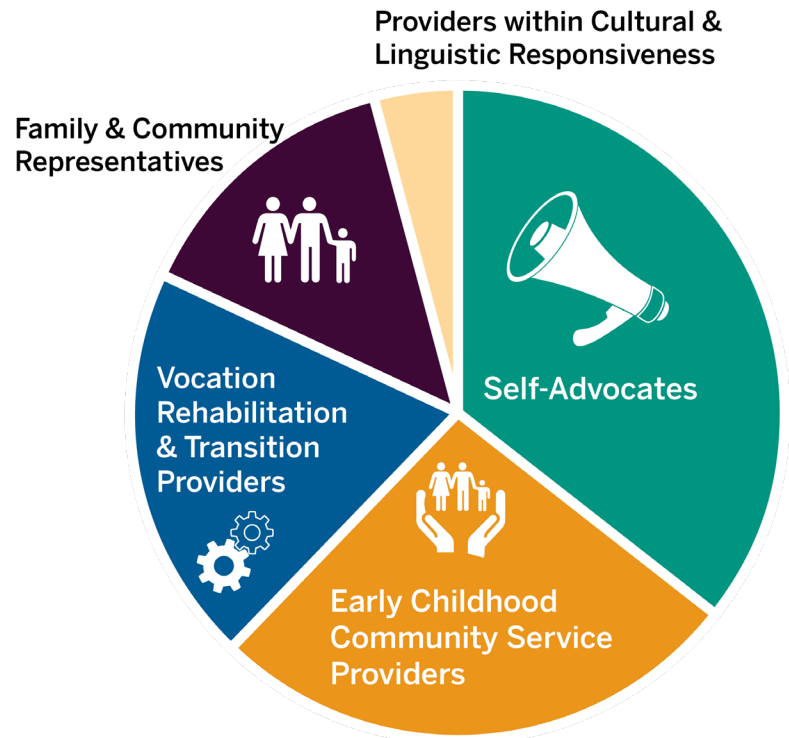 Providers within Cultural &
Linguistic Responsiveness
Family & Community
Representatives
Self-Advocates
Vocation
Rehabilitation
& Transition
Providers
Early Childhood
Community Service
Providers